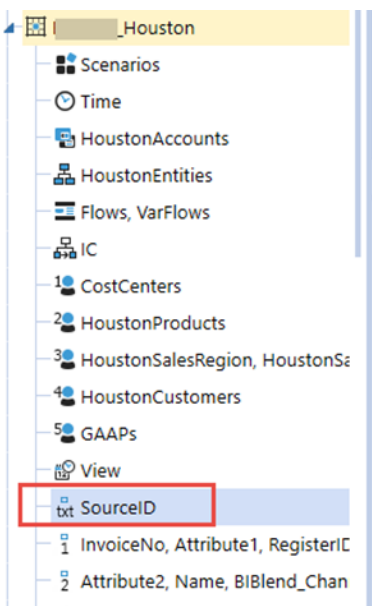 _Houston
Scenarios
Time
HoustonAccounts
HoustonEntities
Flows, VarFlows
IC
1 CostCenters
2 HoustonProducts
3 HoustonSalesRegion, HoustonSa
4 HoustonCustomers
5 GAAPs
View
txt SourceID
1 InvoiceNo, Attribute1, RegisterID
2 Attribute2, Name, BIBlend_Chan